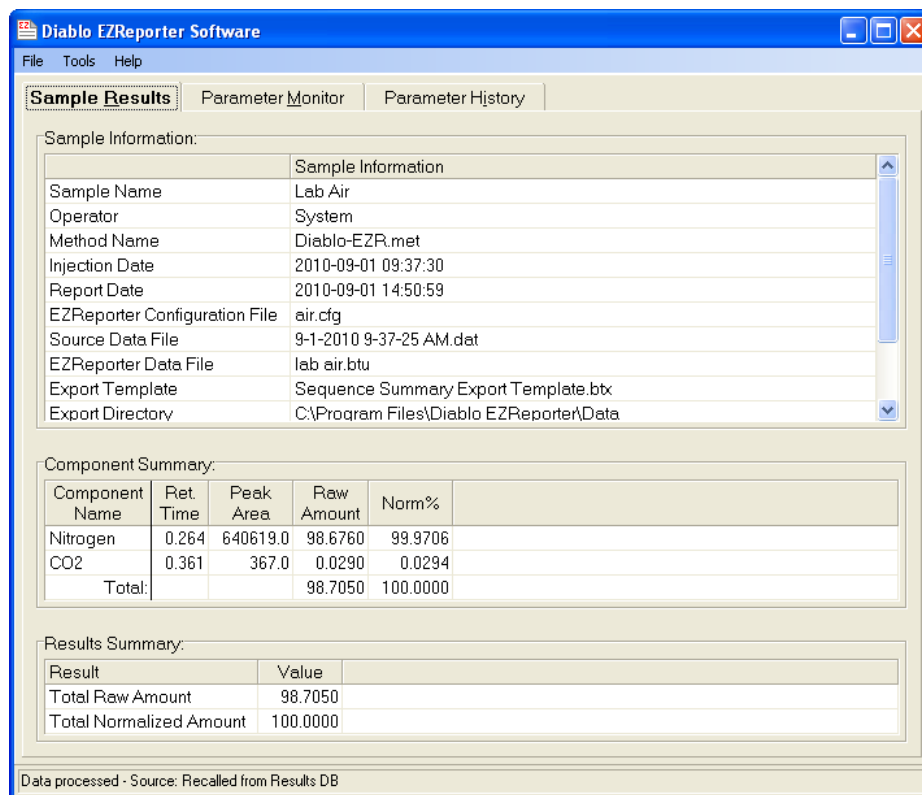 Diablo EZReporter Software
File Tools Help
Sample Results Parameter Monitor Parameter History
Sample Information:
Sample Information
Sample Name Lab Air
Operator System
Method Name Diablo-EZR.met
Injection Date 2010-09-01 09:37:30
Report Date 2010-09-01 14:50:59
EZReporter Configuration File air.cfg
Source Data File 9-1-2010 9-37-25 AM.dat
EZReporter Data File lab air.btu
Export Template Sequence Summary Export Template.btx
Export Directory C:\Program Files\Diablo EZReporter\Data
Component Summary:
Component Name Ret. Time Peak Area Raw Amount Norm%
Nitrogen 0.264 640619.0 98.6760 99.9706
CO2 0.361 367.0 0.0290 0.0294
Total: 98.7050 100.0000
Results Summary:
Result Value
Total Raw Amount 98.7050
Total Normalized Amount 100.0000
Data processed - Source: Recalled from Results DB